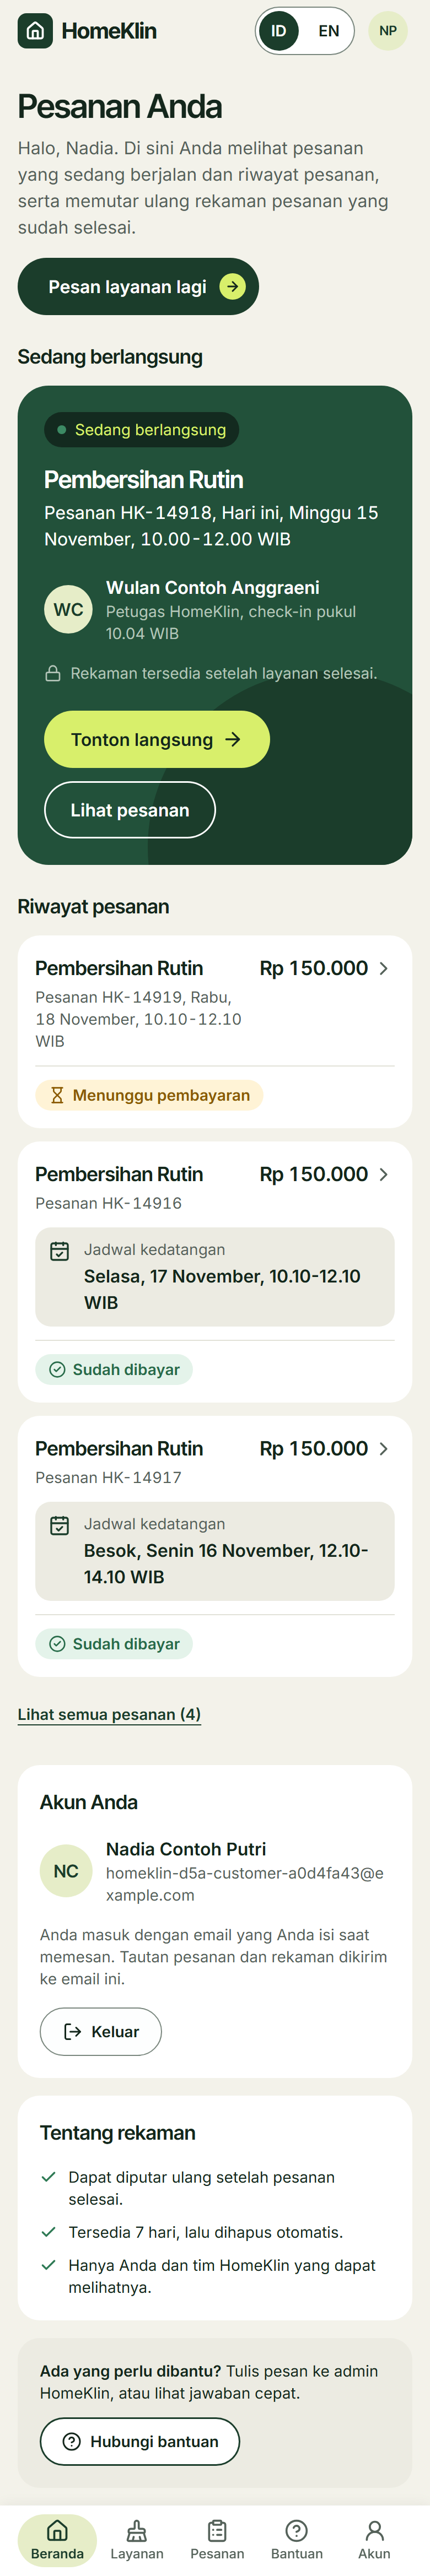 HomeKlin
ID
EN
NP
Pesanan Anda
Halo, Nadia. Di sini Anda melihat pesanan
yang sedang berjalan dan riwayat pesanan,
serta memutar ulang rekaman pesanan yang
sudah selesai.
Pesan layanan lagi
Sedang berlangsung
Sedang berlangsung
Pembersihan Rutin
Pesanan HK-14918, Hari ini, Minggu 15
November, 10.00-12.00 WIB
WC
Wulan Contoh Anggraeni
Petugas HomeKlin, check-in pukul
10.04 WIB
Rekaman tersedia setelah layanan selesai.
Tonton langsung
Lihat pesanan
Riwayat pesanan
Pembersihan Rutin
Rp 150.000
Pesanan HK-14919, Rabu,
18 November, 10.10-12.10
WIB
Menunggu pembayaran
Pembersihan Rutin
Rp 150.000
Pesanan HK-14916
Jadwal kedatangan
Selasa, 17 November, 10.10-12.10
WIB
Sudah dibayar
Pembersihan Rutin
Rp 150.000
Pesanan HK-14917
Jadwal kedatangan
Besok, Senin 16 November, 12.10-
14.10 WIB
Sudah dibayar
Lihat semua pesanan (4)
Akun Anda
NC
Nadia Contoh Putri
homeklin-d5a-customer-a0d4fa43@e
xample.com
Anda masuk dengan email yang Anda isi saat
memesan. Tautan pesanan dan rekaman dikirim
ke email ini.
Keluar
Tentang rekaman
Dapat diputar ulang setelah pesanan
selesai.
Tersedia 7 hari, lalu dihapus otomatis.
Hanya Anda dan tim HomeKlin yang dapat
melihatnya.
Ada yang perlu dibantu? Tulis pesan ke admin
HomeKlin, atau lihat jawaban cepat.
Hubungi bantuan
Beranda
Layanan
Pesanan
Bantuan
Akun